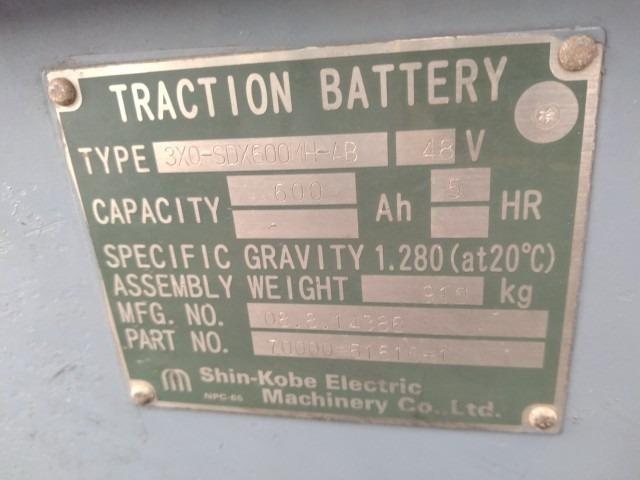 TRACTION BATTERY
TYPE 3X0-SDX600MH-AB 48 V
CAPACITY 600 Ah 5 HR
SPECIFIC GRAVITY 1.280 (at20°C)
ASSEMBLY WEIGHT kg
MFG. NO.
PART NO.
Shin-Kobe Electric
NPC-66 Machinery Co., Ltd.